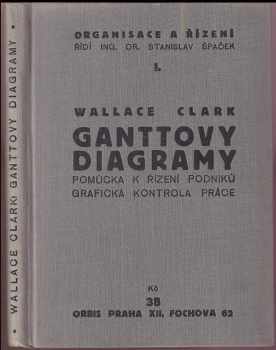 WALLACE CLARK: GANTTOVY DIAGRAMY
ORGANISACE A ŘÍZENÍ
ŘÍDÍ ING. DR. STANISLAV ŠPAČEK
1.
WALLACE CLARK
GANTTOVY
DIAGRAMY
POMŮCKA K ŘÍZENÍ PODNIKŮ
GRAFICKÁ KONTROLA PRÁCE
Kč
38
ORBIS PRAHA XII, FOCHOVA 62